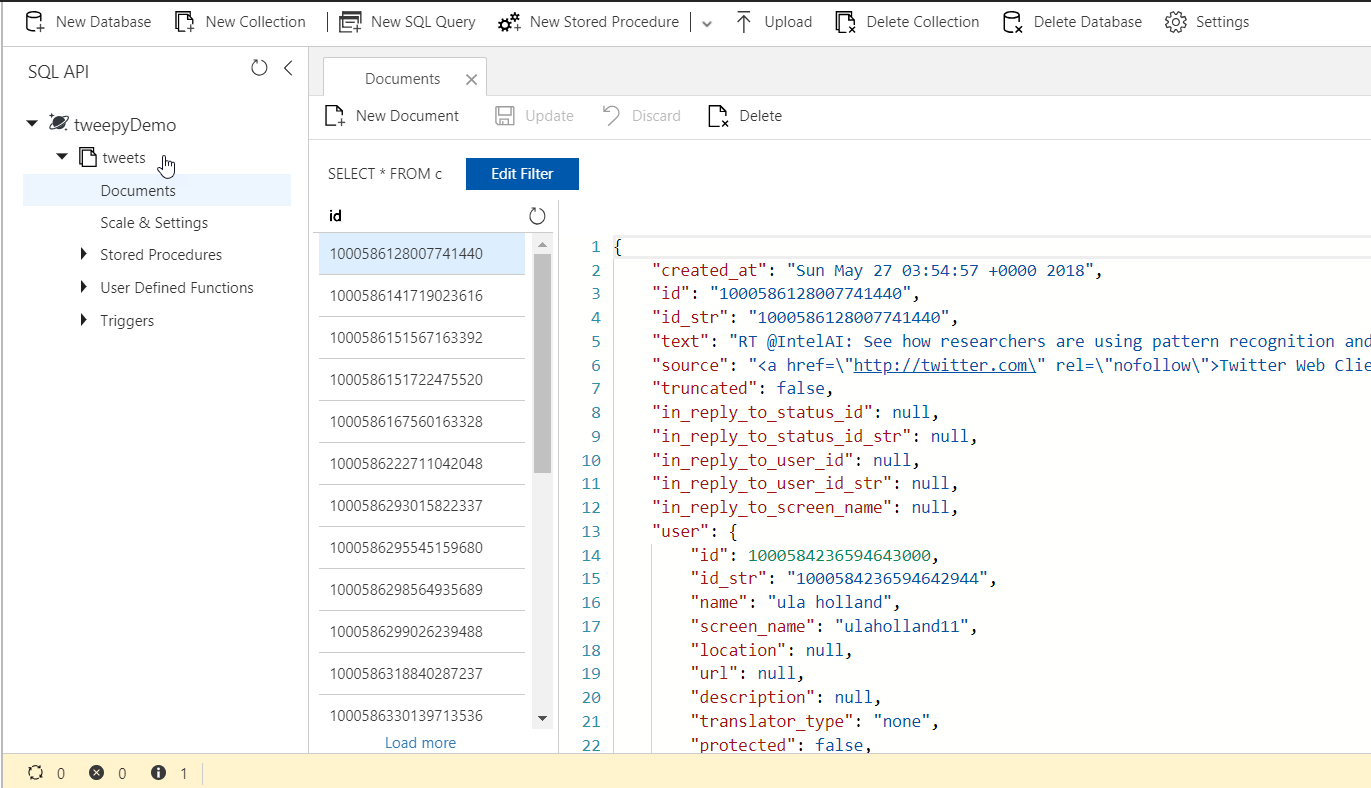 New Database New Collection New SQL Query New Stored Procedure Upload Delete Collection Delete Database Settings
SQL API
tweepyDemo
tweets
Documents
Scale & Settings
Stored Procedures
User Defined Functions
Triggers
Documents
New Document Update Discard Delete
SELECT * FROM c Edit Filter
id
1000586128007741440
1000586141719023616
1000586151567163392
1000586151722475520
1000586167560163328
1000586222711042048
1000586293015822337
1000586295545159680
1000586298564935689
1000586299026239488
1000586318840287237
1000586330139713536
Load more
1 {
2 "created_at": "Sun May 27 03:54:57 +0000 2018",
3 "id": "1000586128007741440",
4 "id_str": "1000586128007741440",
5 "text": "RT @IntelAI: See how researchers are using pattern recognition and
6 "source": "<a href=\"http://twitter.com\" rel=\"nofollow\">Twitter Web Clie
7 "truncated": false,
8 "in_reply_to_status_id": null,
9 "in_reply_to_status_id_str": null,
10 "in_reply_to_user_id": null,
11 "in_reply_to_user_id_str": null,
12 "in_reply_to_screen_name": null,
13 "user": {
14 "id": 1000584236594643000,
15 "id_str": "1000584236594642944",
16 "name": "ula holland",
17 "screen_name": "ulaholland11",
18 "location": null,
19 "url": null,
20 "description": null,
21 "translator_type": "none",
22 "protected": false,
0 0 1